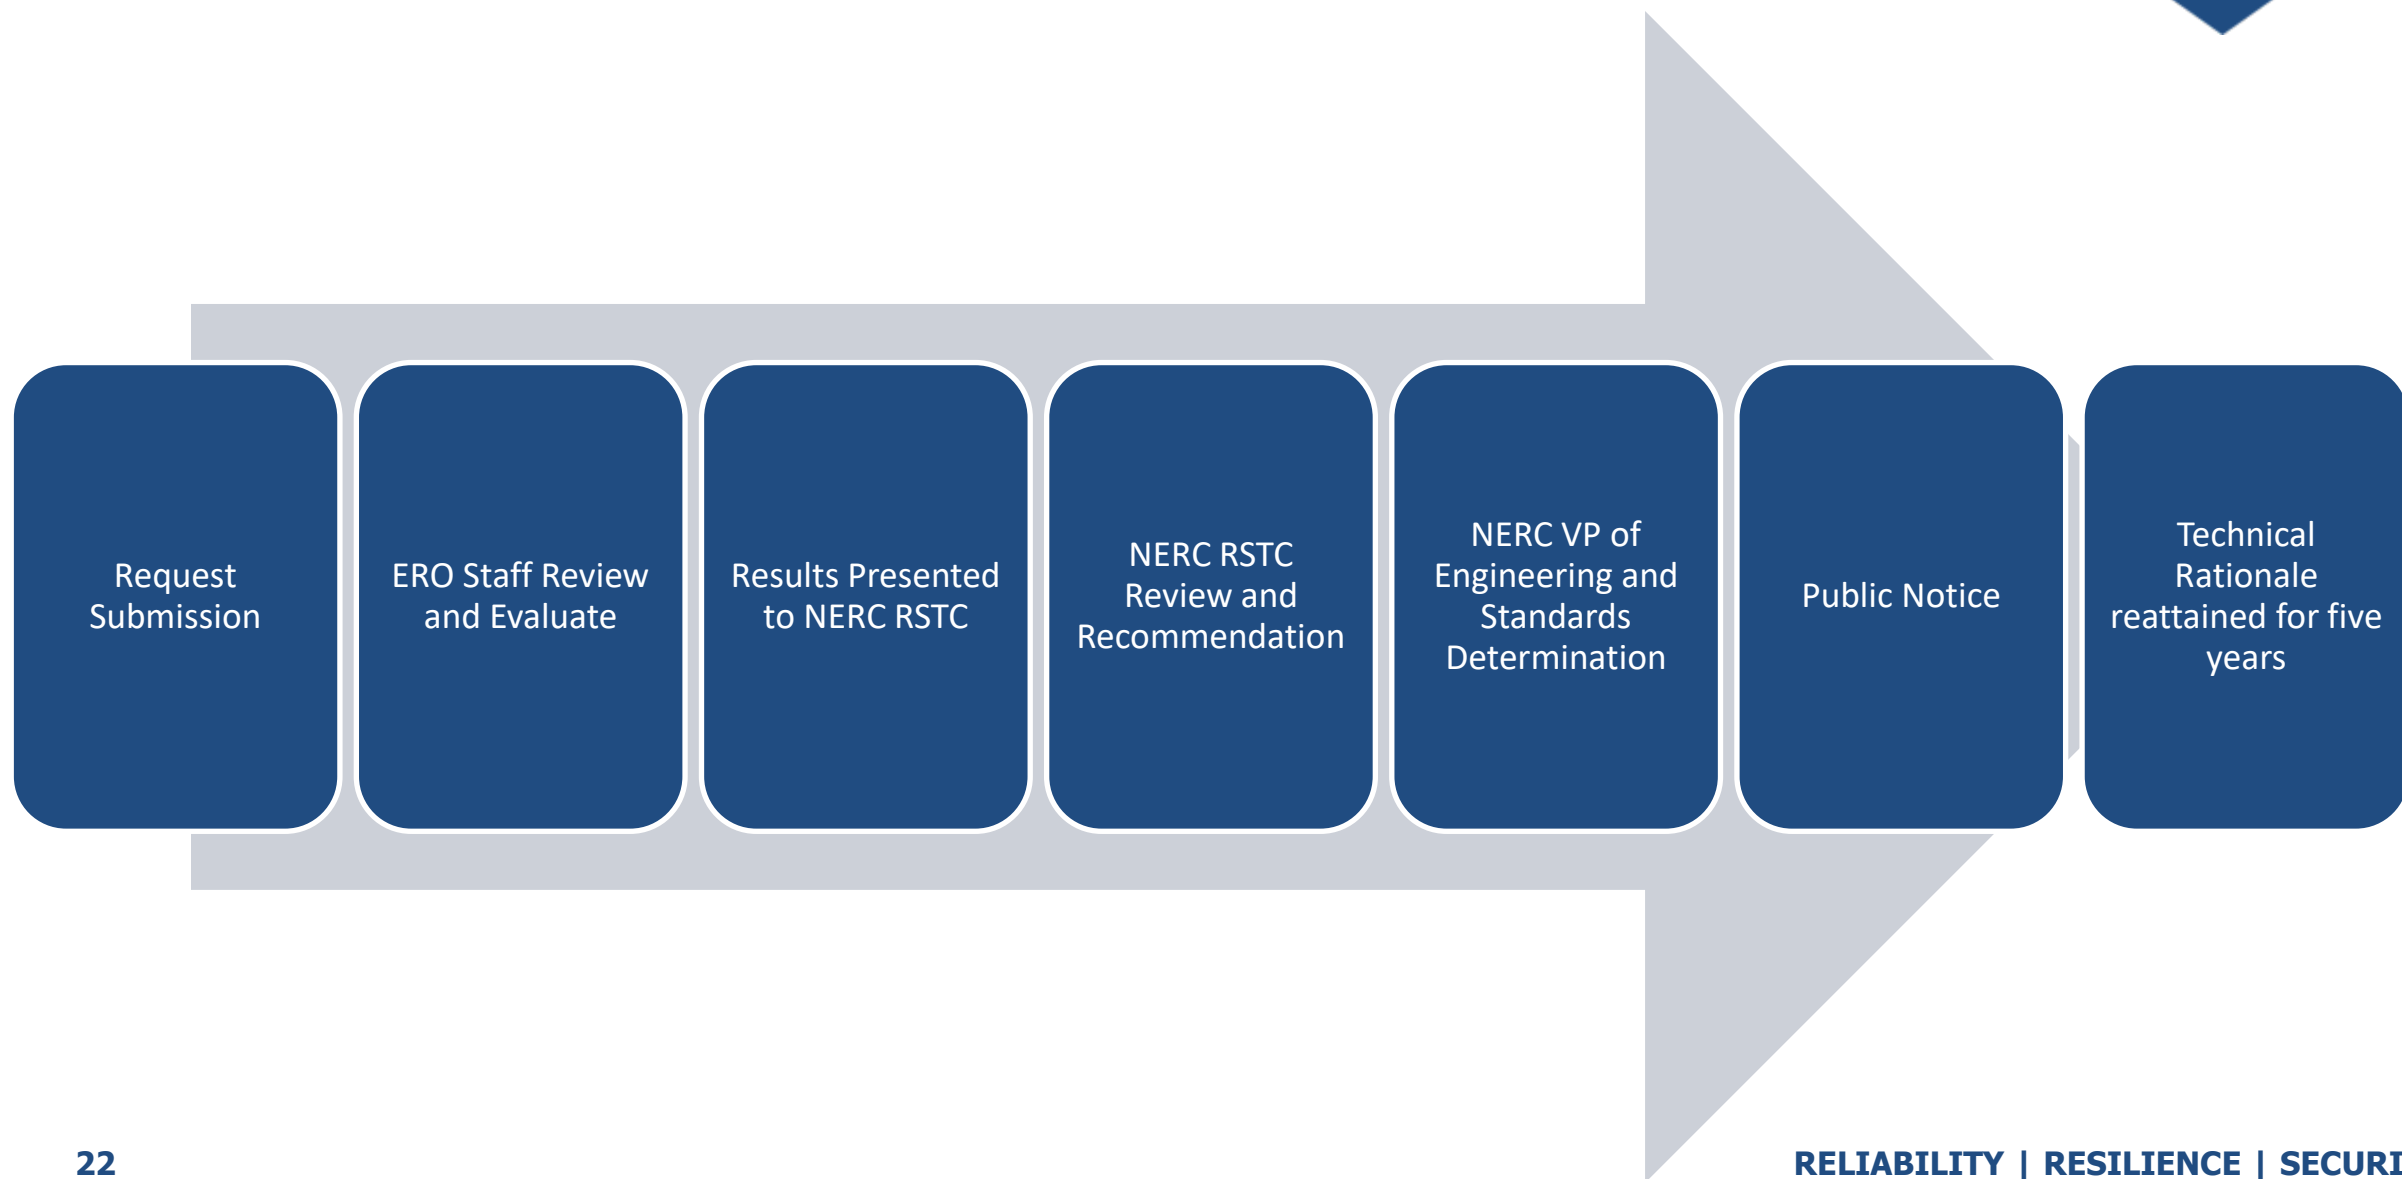 Request
Submission
ERO Staff Review
and Evaluate
Results Presented
to NERC RSTC
NERC RSTC
Review and
Recommendation
NERC VP of
Engineering and
Standards
Determination
Public Notice
Technical
Rationale
reattained for five
years
22
RELIABILITY | RESILIENCE | SECURI